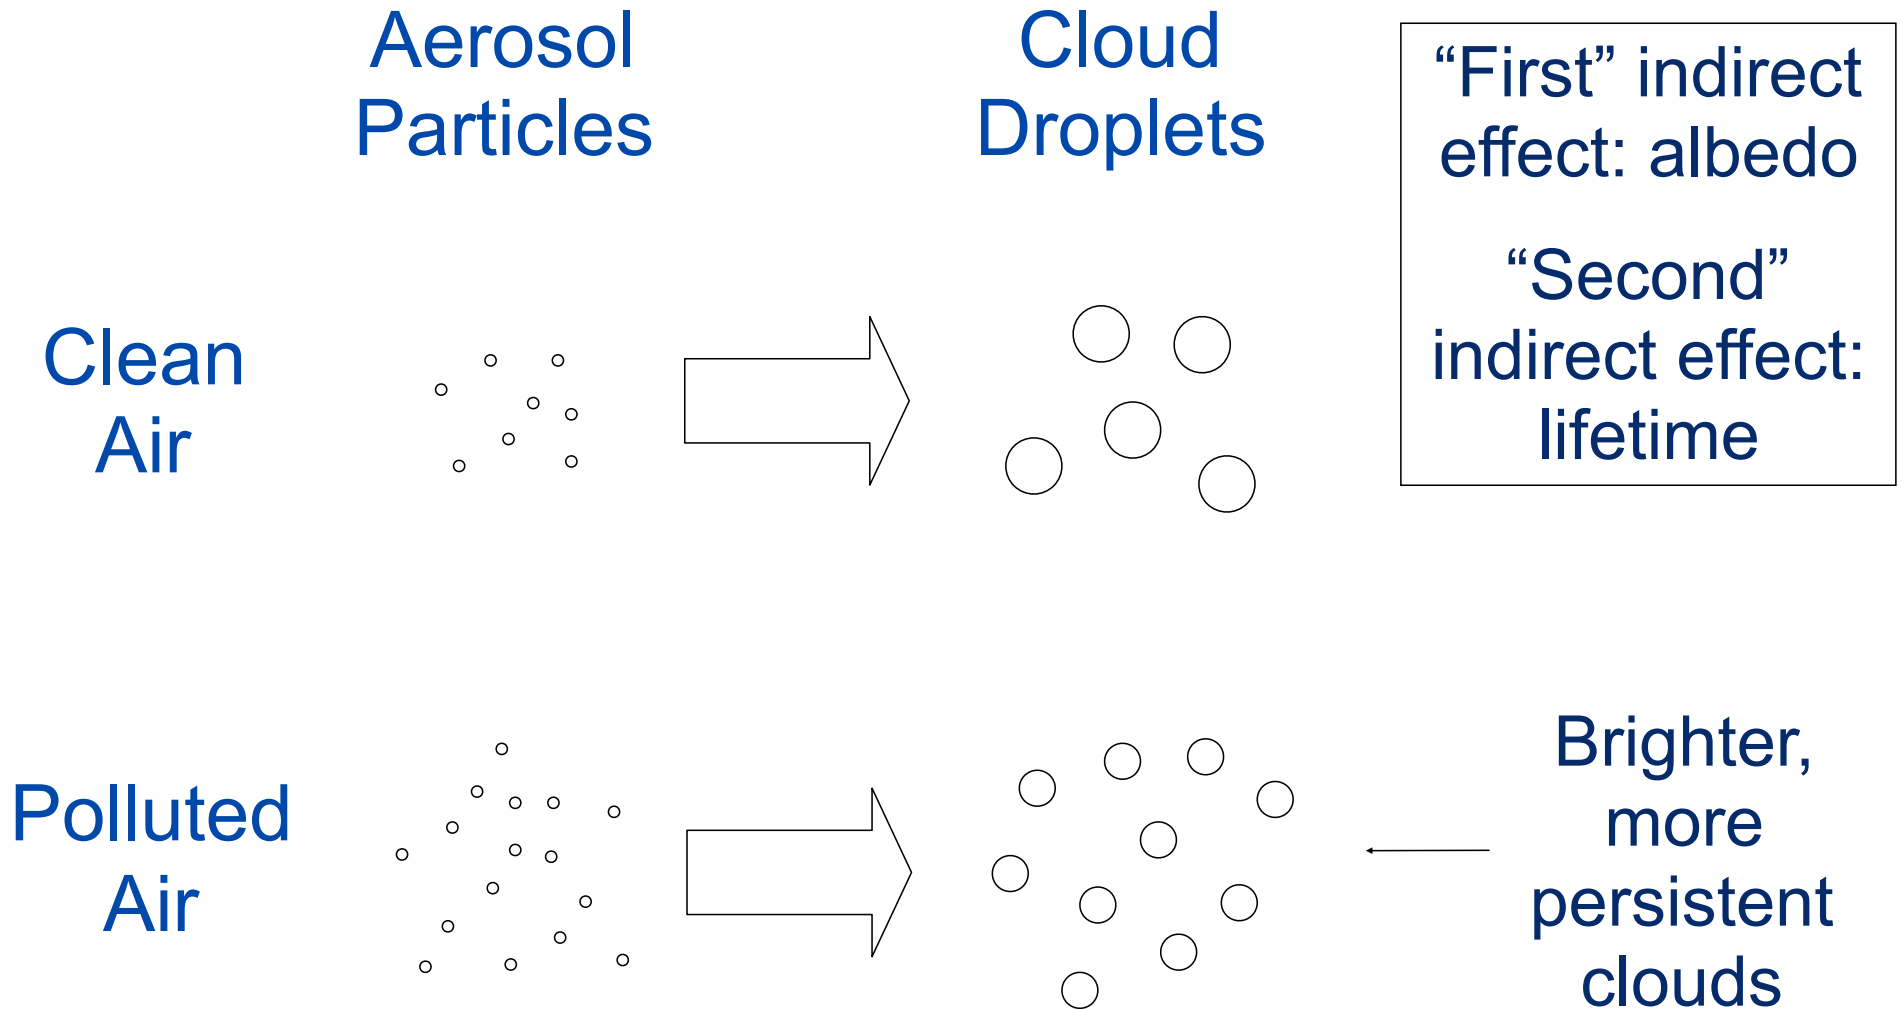 Aerosol
Particles
Cloud
Droplets
“First” indirect
effect: albedo
“Second”
indirect effect:
lifetime
Clean
Air
Polluted
Air
Brighter,
more
persistent
clouds